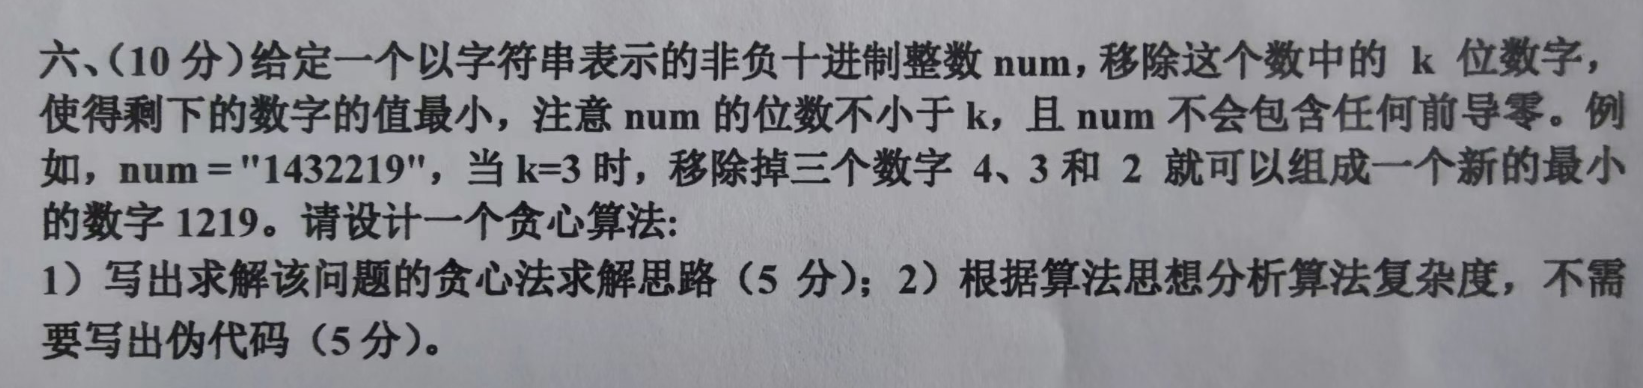 六、（10 分）给定一个以字符串表示的非负十进制整数 num，移除这个数中的 k 位数字，
使得剩下的数字的值最小，注意 num 的位数不小于 k，且 num 不会包含任何前导零。例
如，num = "1432219"，当 k=3 时，移除掉三个数字 4、3 和 2 就可以组成一个新的最小
的数字 1219。请设计一个贪心算法:
1）写出求解该问题的贪心法求解思路（5 分）；2）根据算法思想分析算法复杂度，不需
要写出伪代码（5 分）。